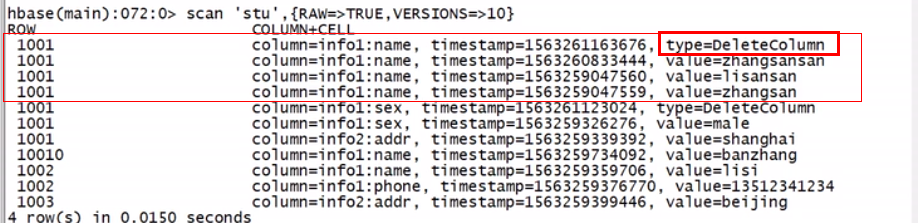 hbase(main):072:0> scan 'stu',{RAW=>TRUE,VERSIONS=>10}
ROW COLUMN+CELL
1001 column=info1:name, timestamp=1563261163676, type=DeleteColumn
1001 column=info1:name, timestamp=1563260833444, value=zhangsansan
1001 column=info1:name, timestamp=1563259047560, value=lisansan
1001 column=info1:name, timestamp=1563259047559, value=zhangsan
1001 column=info1:sex, timestamp=1563261123024, type=DeleteColumn
1001 column=info1:sex, timestamp=1563259326276, value=male
1001 column=info2:addr, timestamp=1563259339392, value=shanghai
10010 column=info1:name, timestamp=1563259734092, value=banzhang
1002 column=info1:name, timestamp=1563259359706, value=lisi
1002 column=info1:phone, timestamp=1563259376770, value=13512341234
1003 column=info2:addr, timestamp=1563259399446, value=beijing
4 row(s) in 0.0150 seconds